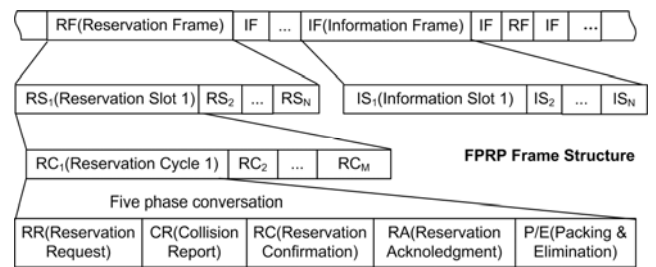 RF(Reservation Frame) IF ... IF(Information Frame) IF RF IF ...
RS₁(Reservation Slot 1) RS₂ ... RSN IS₁(Information Slot 1) IS₂ ... ISN
RC₁(Reservation Cycle 1) RC₂ ... RCM FPRP Frame Structure
Five phase conversation
RR(Reservation Request) CR(Collision Report) RC(Reservation Confirmation) RA(Reservation Acknoledgment) P/E(Packing & Elimination)